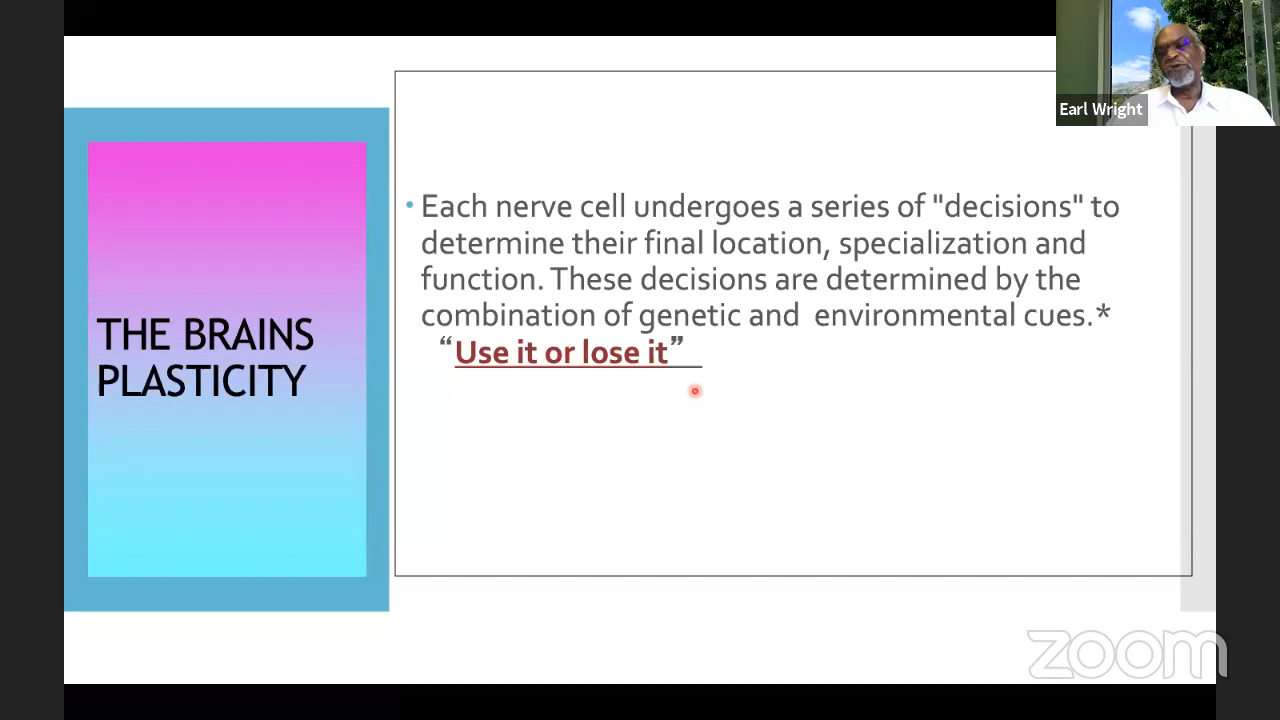 Earl Wright
THE BRAINS
PLASTICITY
• Each nerve cell undergoes a series of "decisions" to
determine their final location, specialization and
function. These decisions are determined by the
combination of genetic and  environmental cues.*
“Use it or lose it”
zoom